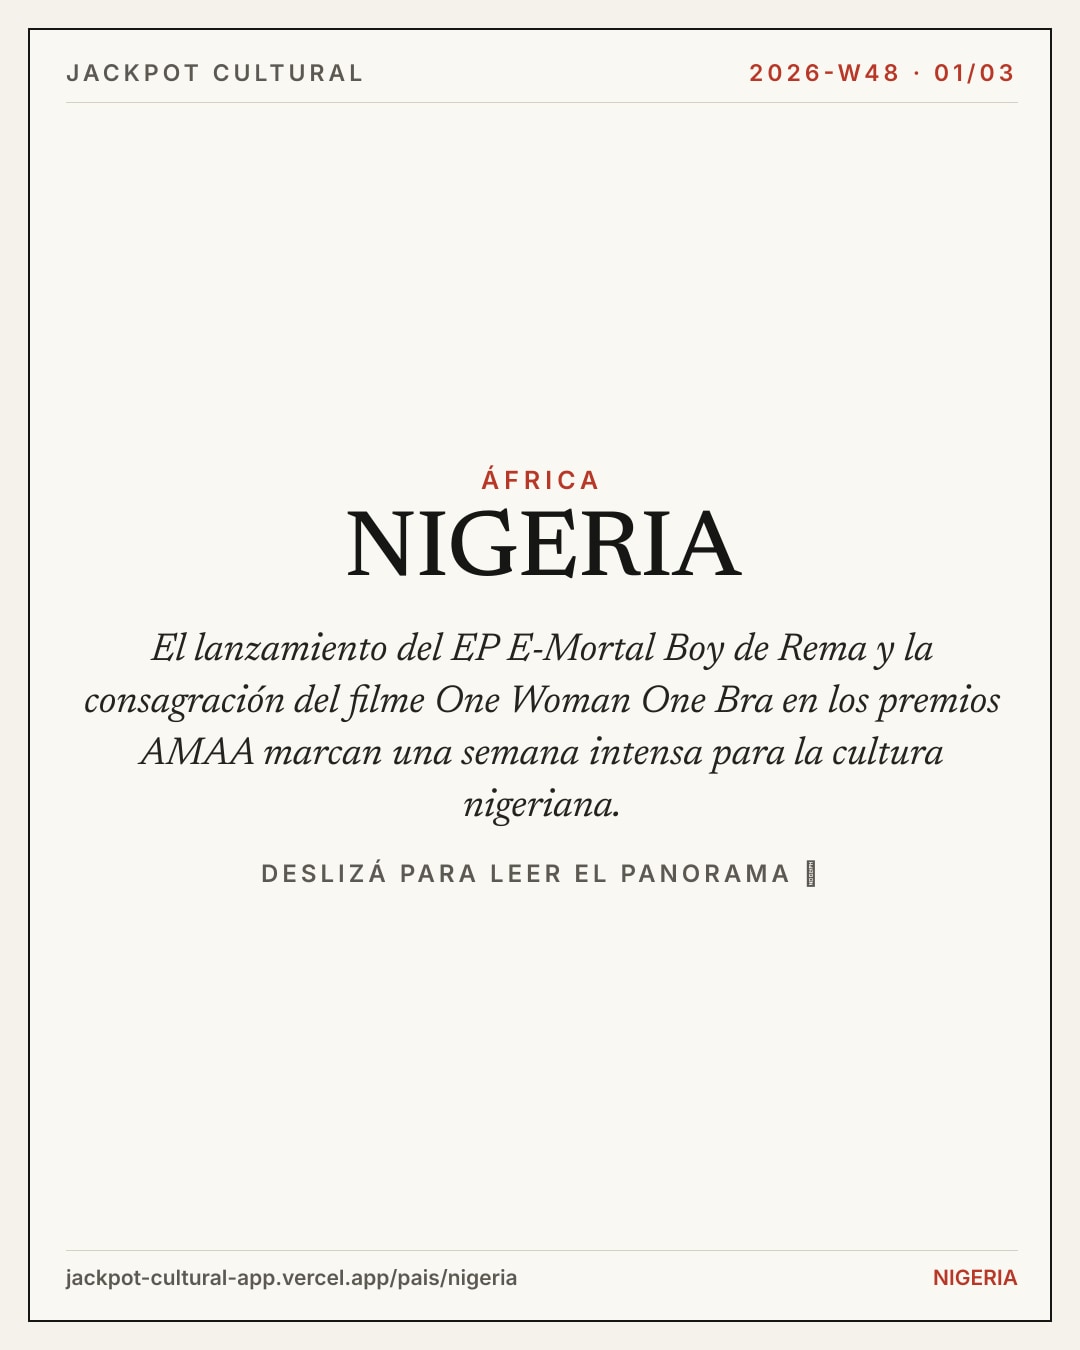 JACKPOT CULTURAL
2026-W48 · 01/03
ÁFRICA
NIGERIA
El lanzamiento del EP E-Mortal Boy de Rema y la
consagración del filme One Woman One Bra en los premios
AMAA marcan una semana intensa para la cultura
nigeriana.
DESLIZÁ PARA LEER EL PANORAMA
jackpot-cultural-app.vercel.app/pais/nigeria
NIGERIA